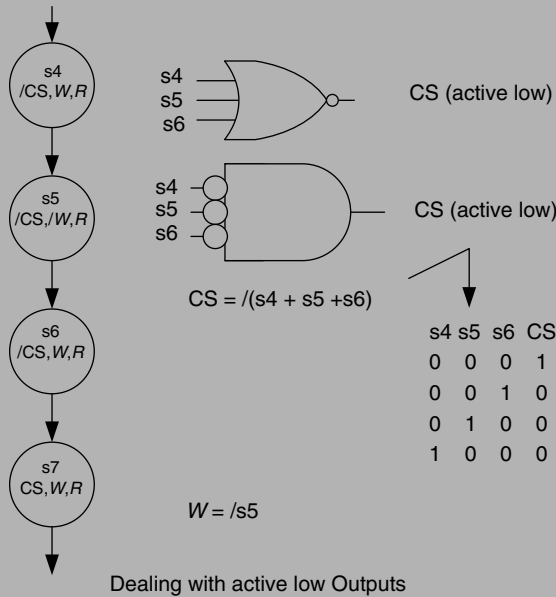 s4
/CS,W,R
s5
/CS,/W,R
s6
/CS,W,R
s7
CS,W,R
s4
s5
s6
CS (active low)
s4
s5
s6
CS (active low)
CS = /(s4 + s5 +s6)
s4 s5 s6 CS
0 0 0 1
0 0 1 0
0 1 0 0
1 0 0 0
W = /s5
Dealing with active low Outputs